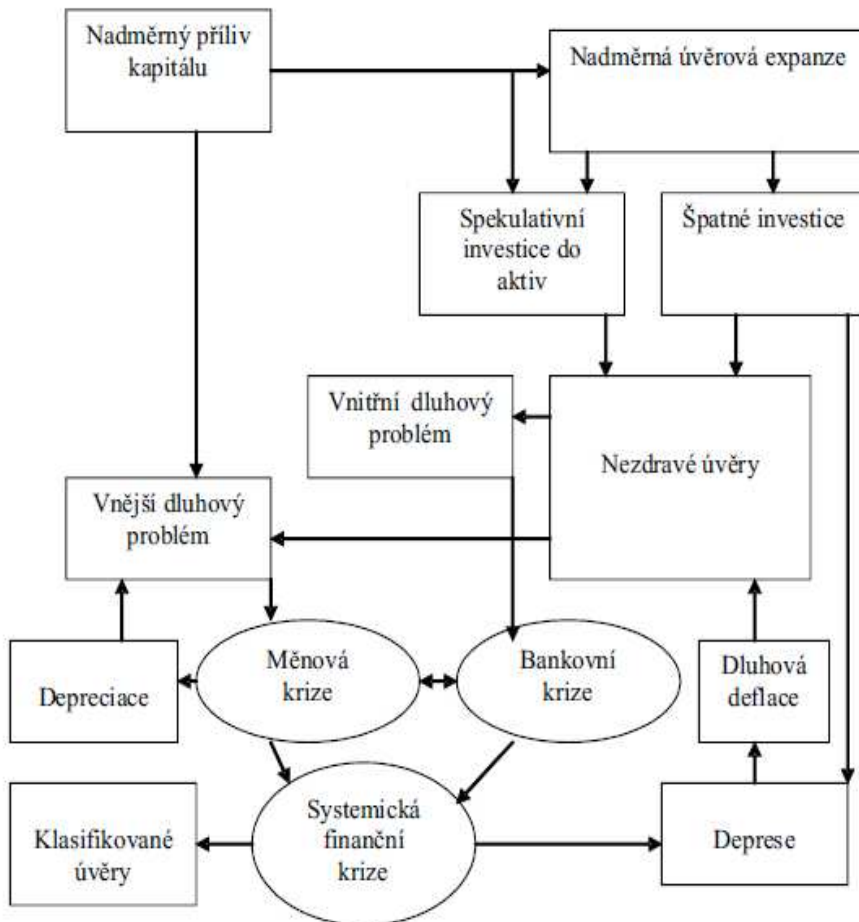 Nadměrný příliv
kapitálu
Nadměrná úvěrová expanze
Spekulativní
investice do
aktiv
Špatné investice
Vnitřní dluhový
problém
Nezdravé úvěry
Vnější dluhový
problém
Měnová
krize
Bankovní
krize
Dluhová
deflace
Depreciace
Klasifikované
úvěry
Systemická
finanční
krize
Deprese